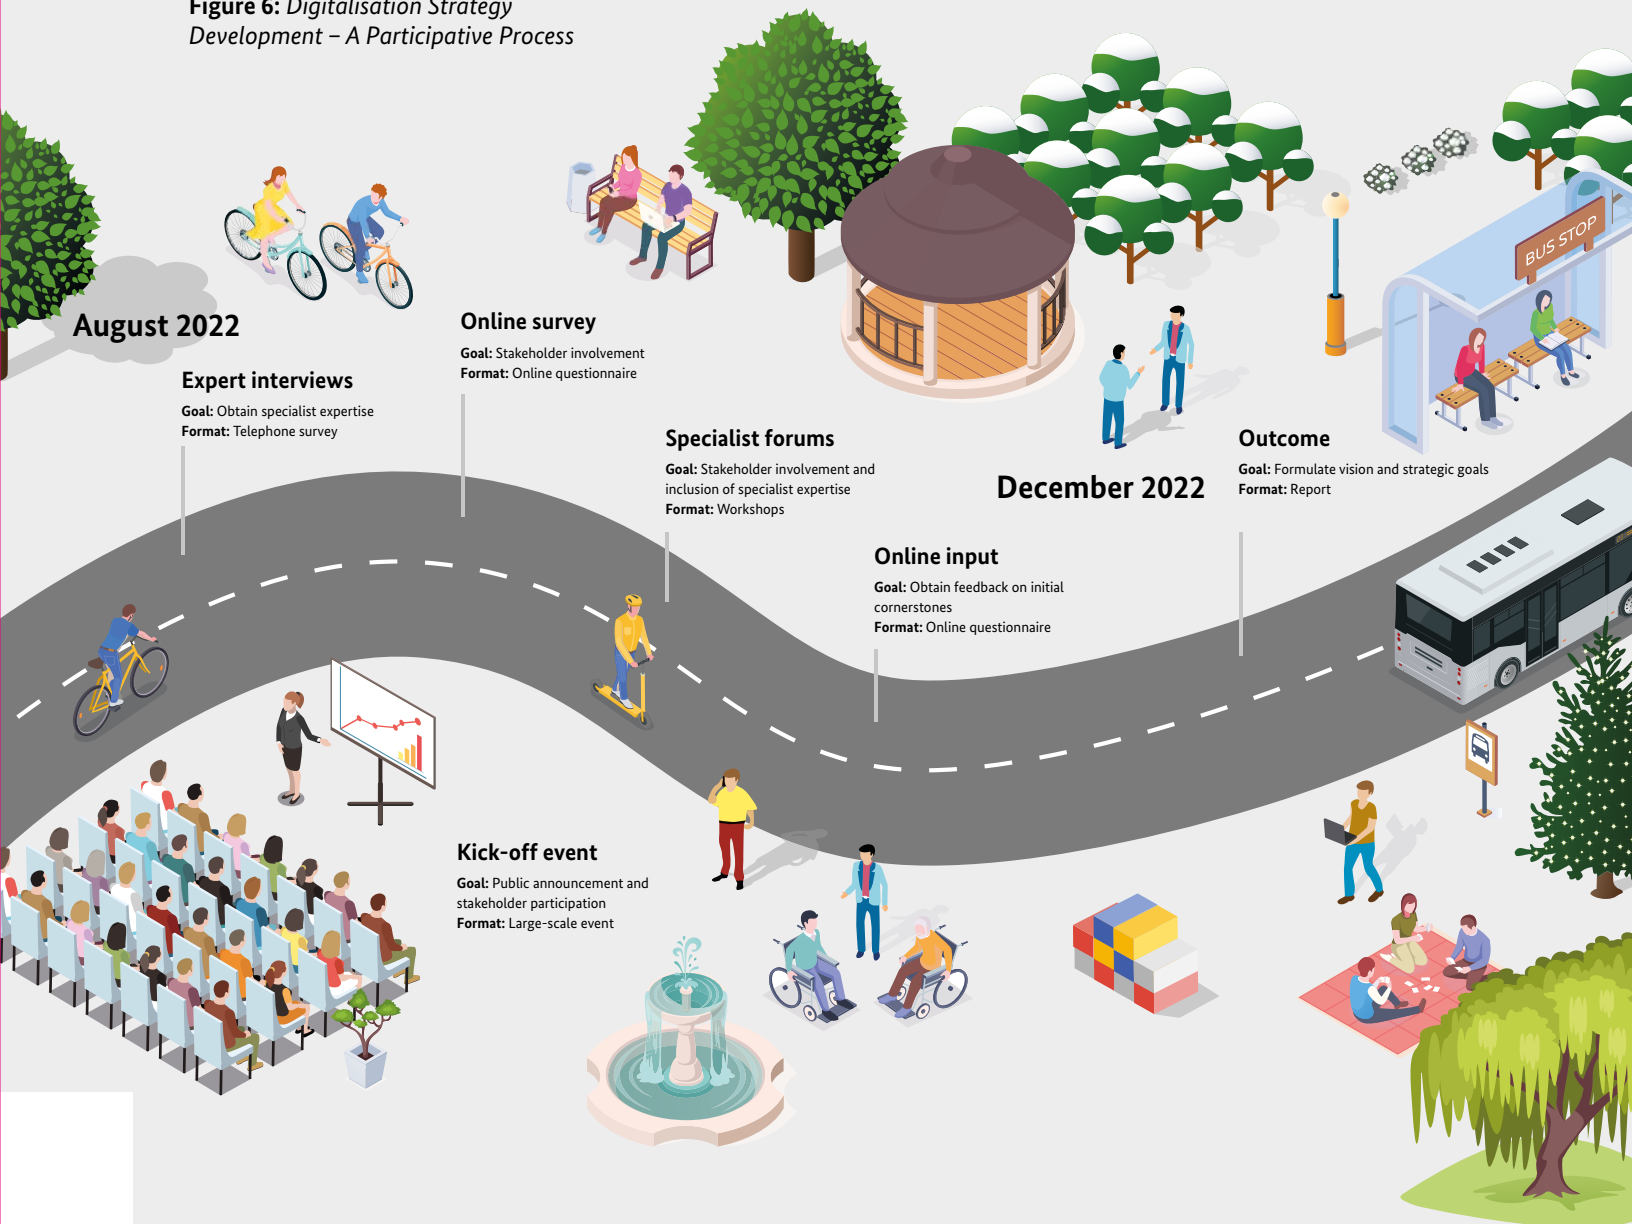 Figure 6: Digitalisation Strategy
Development – A Participative Process
August 2022
Expert interviews
Goal: Obtain specialist expertise
Format: Telephone survey
Online survey
Goal: Stakeholder involvement
Format: Online questionnaire
Specialist forums
Goal: Stakeholder involvement and
inclusion of specialist expertise
Format: Workshops
Online input
Goal: Obtain feedback on initial
cornerstones
Format: Online questionnaire
December 2022
Outcome
Goal: Formulate vision and strategic goals
Format: Report
BUS STOP
Kick-off event
Goal: Public announcement and
stakeholder participation
Format: Large-scale event